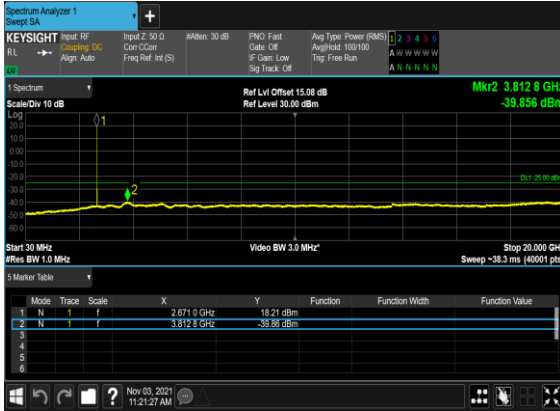 Spectrum Analyzer 1
Swept SA
+
KEYSIGHT
RL
Input: RF
Coupling: DC
Align: Auto
Input Z: 50 Ω
Corr CCorr
Freq Ref: Int (S)
#Atten: 30 dB
PNO: Fast
Gate: Off
IF Gain: Low
Sig Track: Off
Avg Type: Power (RMS)
Avg|Hold: 100/100
Trig: Free Run
1 2 3 4 5 6
A W W W W W
A N N N N N
1 Spectrum
Scale/Div 10 dB
Ref Lvl Offset 15.08 dB
Ref Level 30.00 dBm
Mkr2 3.812 8 GHz
-39.856 dBm
Log
20.0
10.0
0.00
-10.0
-20.0
-30.0
-40.0
-50.0
-60.0
1
2
DL1 -25.00 dBm
Start 30 MHz
#Res BW 1.0 MHz
Video BW 3.0 MHz*
Stop 20.000 GH
Sweep ~38.3 ms (40001 pts
5 Marker Table
Mode Trace Scale X Y Function Function Width Function Value
1 N 1 f 2.671 0 GHz 18.21 dBm
2 N 1 f 3.812 8 GHz -39.86 dBm
3
4
5
6
?
Nov 03, 2021
11:21:27 AM